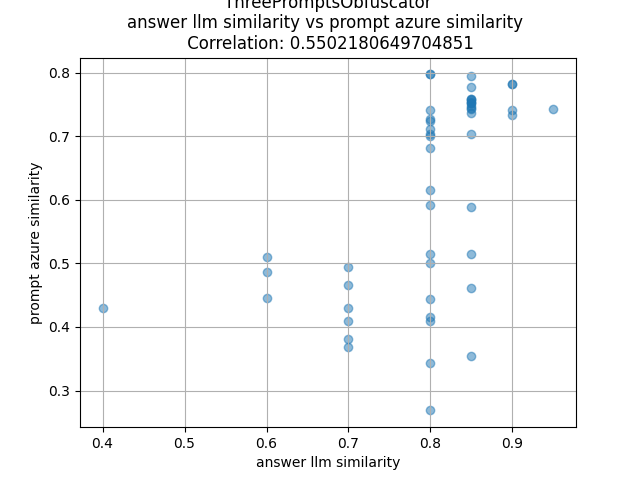 ThreePromptsObfuscator
answer llm similarity vs prompt azure similarity
Correlation: 0.5502180649704851
0.8
0.7
0.6
0.5
0.4
0.3
prompt azure similarity
0.4 0.5 0.6 0.7 0.8 0.9
answer llm similarity